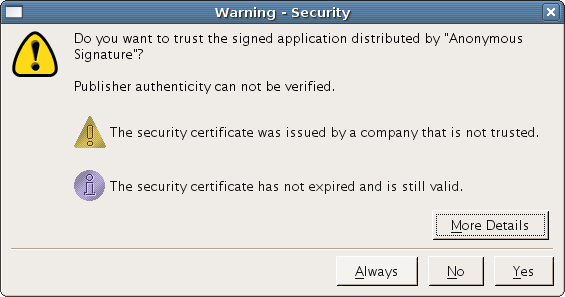 Warning - Security
Do you want to trust the signed application distributed by "Anonymous
Signature"?
Publisher authenticity can not be verified.
The security certificate was issued by a company that is not trusted.
The security certificate has not expired and is still valid.
More Details
Always No Yes